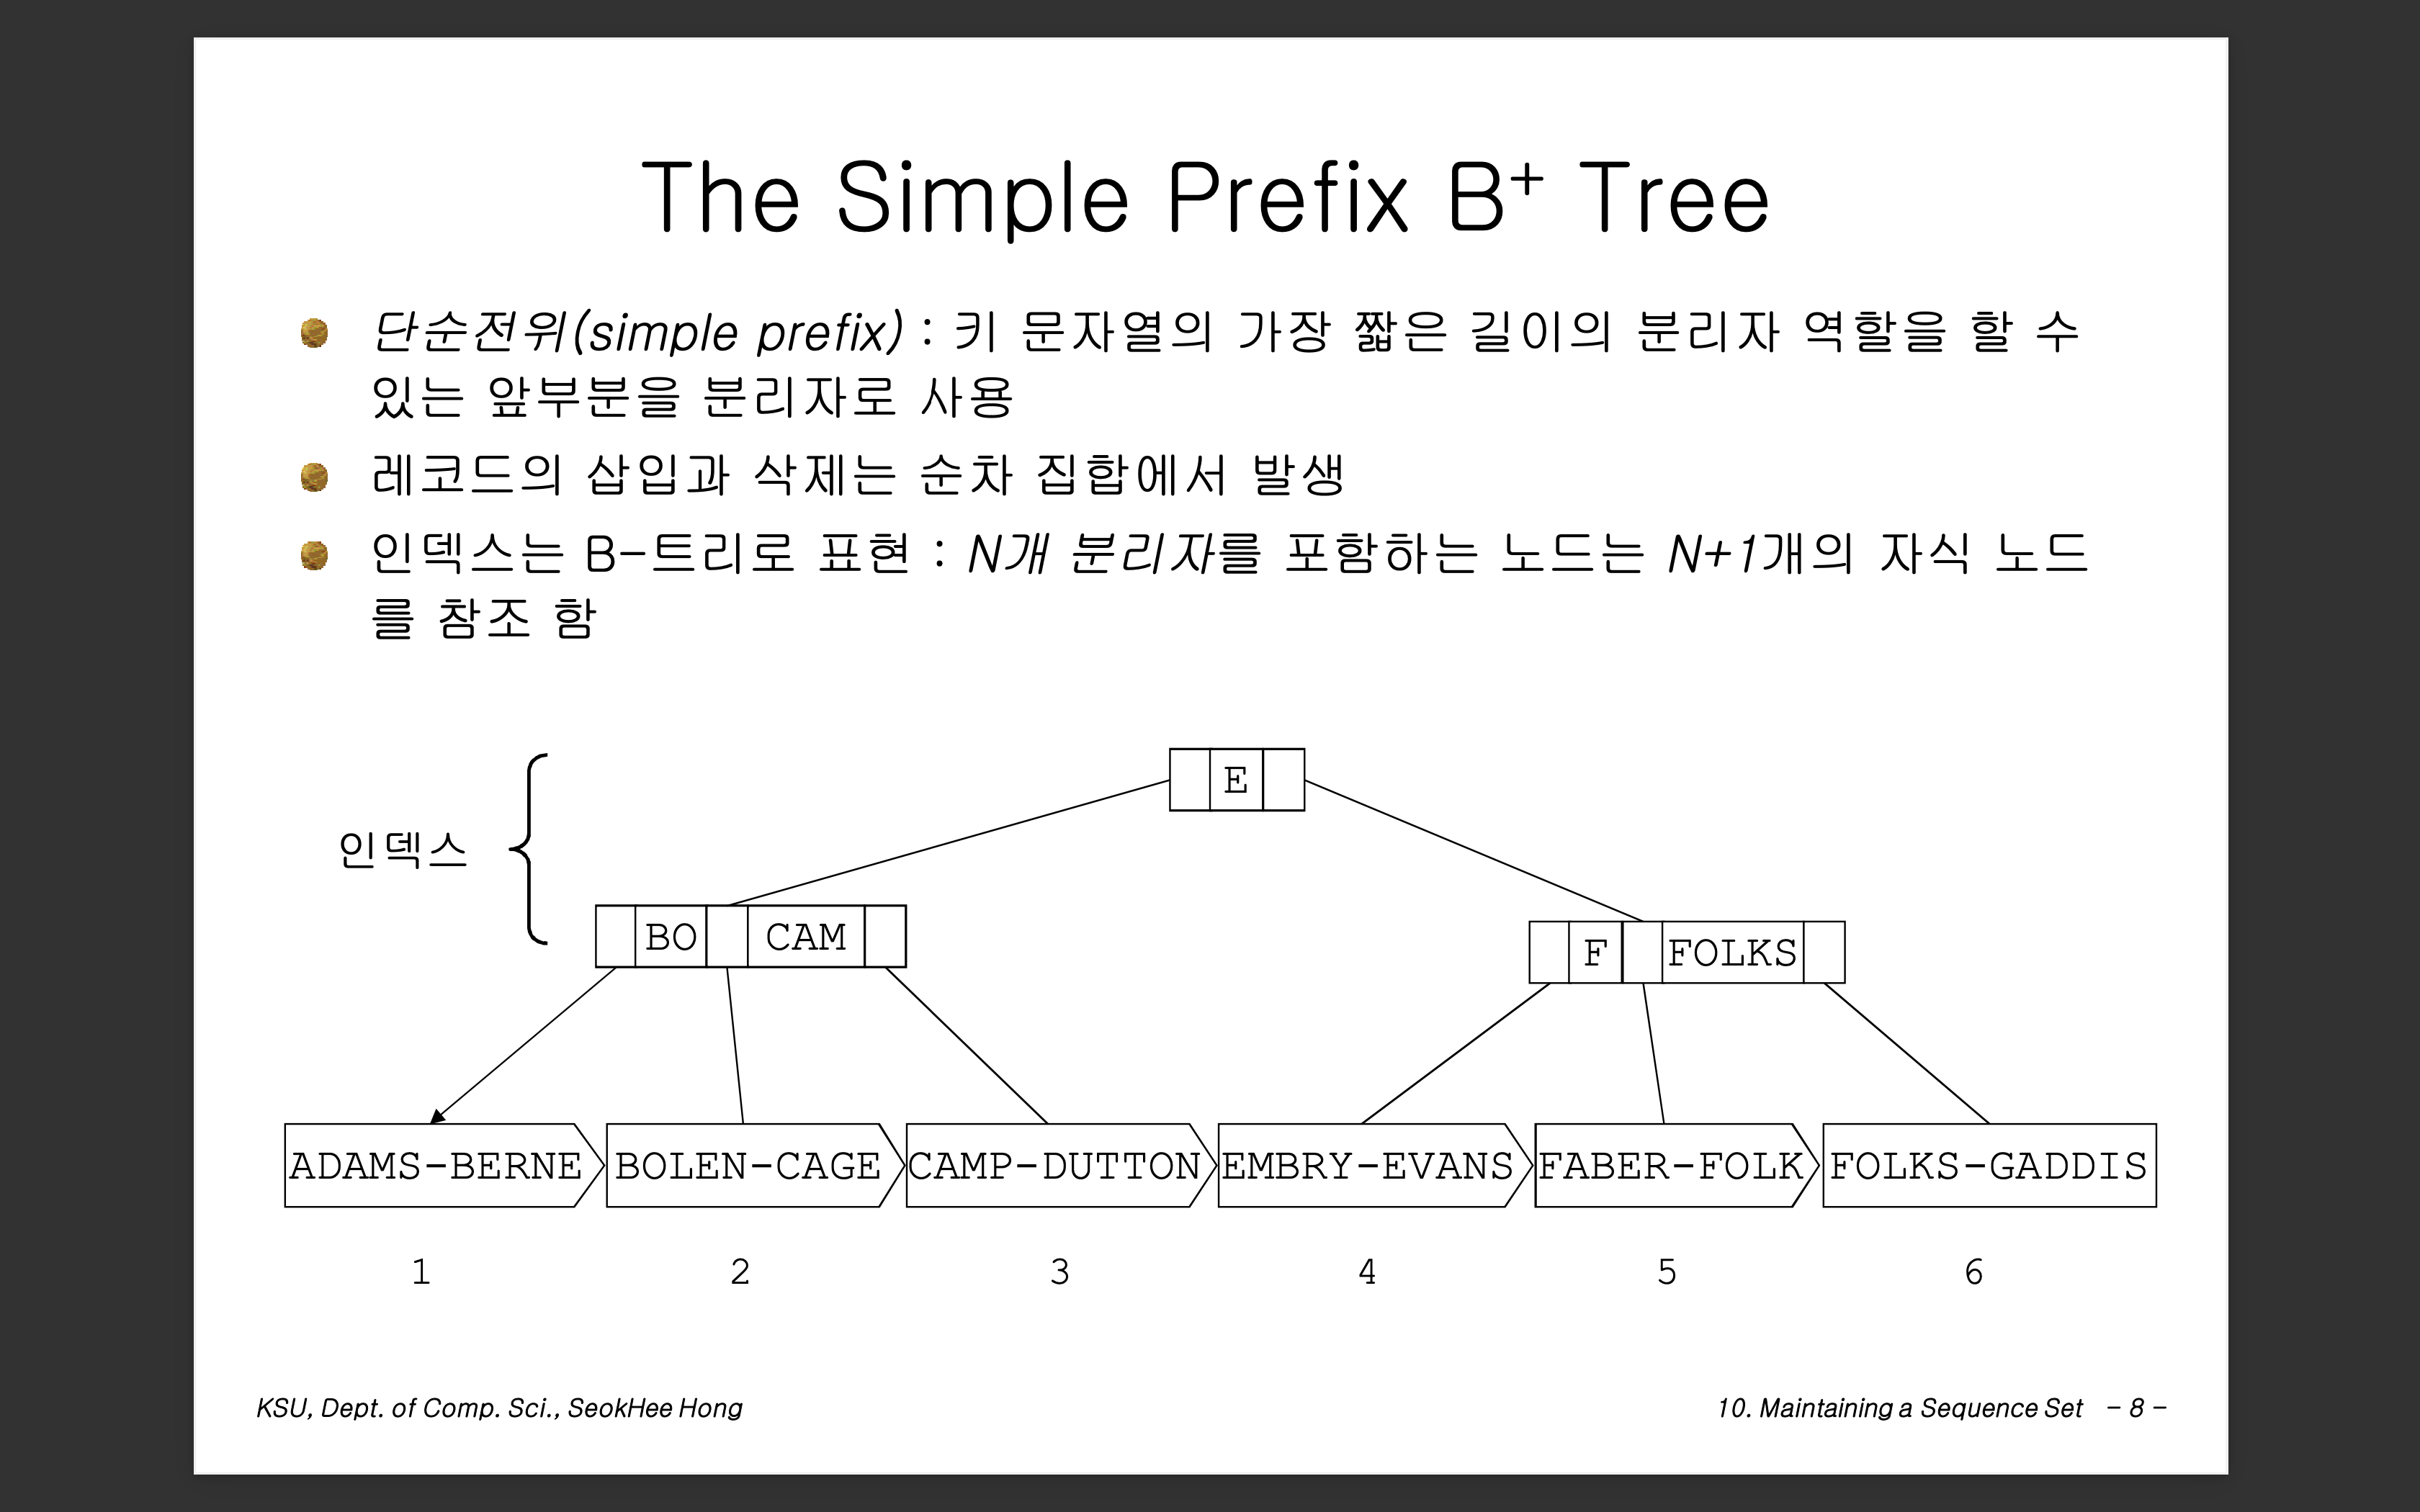 The Simple Prefix B+ Tree
단순전위(simple prefix) : 키 문자열의 가장 짧은 길이의 분리자 역할을 할 수
있는 앞부분을 분리자로 사용
레코드의 삽입과 삭제는 순차 집합에서 발생
인덱스는 B-트리로 표현 : N개 분리자를 포함하는 노드는 N+1개의 자식 노드
를 참조 함
E
인덱스
BO CAM
F FOLKS
ADAMS-BERNE BOLEN-CAGE CAMP-DUTTON EMBRY-EVANS FABER-FOLK FOLKS-GADDIS
1 2 3 4 5 6
KSU, Dept. of Comp. Sci., SeokHee Hong
10. Maintaining a Sequence Set - 8 -